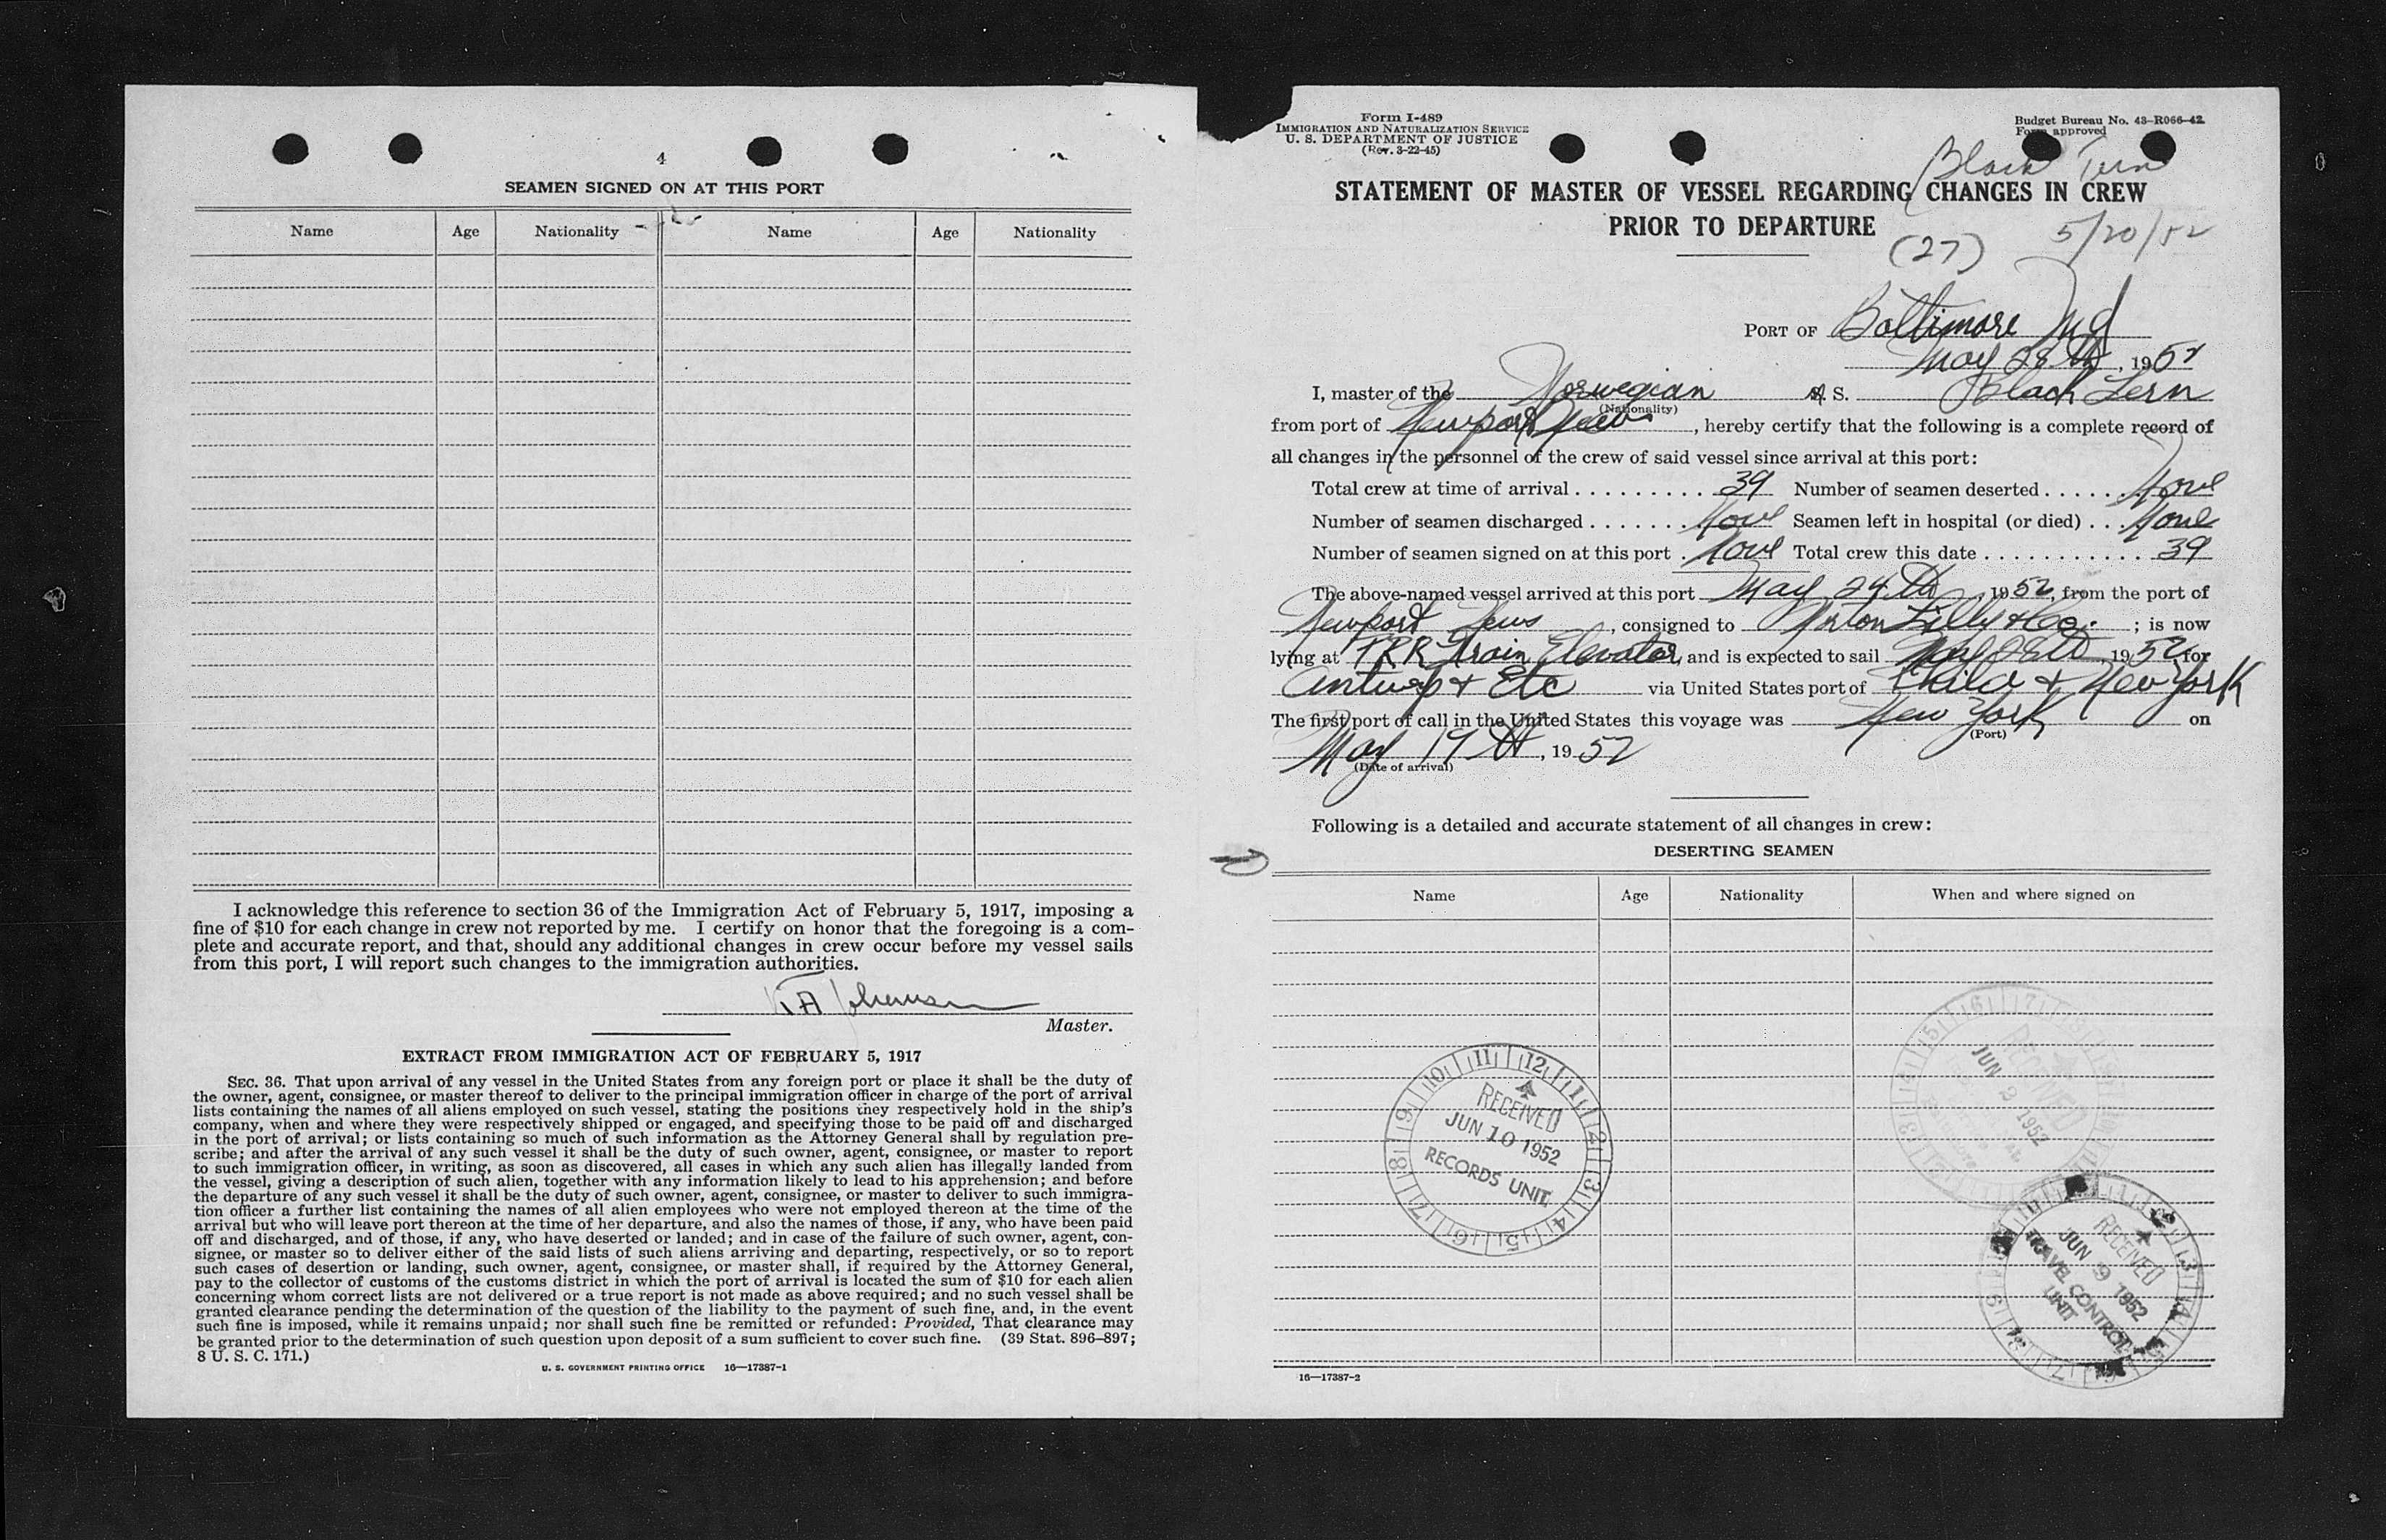 4
SEAMEN SIGNED ON AT THIS PORT
Name Age Nationality Name Age Nationality
I acknowledge this reference to section 36 of the Immigration Act of February 5, 1917, imposing a
fine of $10 for each change in crew not reported by me. I certify on honor that the foregoing is a com-
plete and accurate report, and that, should any additional changes in crew occur before my vessel sails
from this port, I will report such changes to the immigration authorities.
Master.
EXTRACT FROM IMMIGRATION ACT OF FEBRUARY 5, 1917
SEC. 36. That upon arrival of any vessel in the United States from any foreign port or place it shall be the duty of
the owner, agent, consignee, or master thereof to deliver to the principal immigration officer in charge of the port of arrival
lists containing the names of all aliens employed on such vessel, stating the positions they respectively hold in the ship's
company, when and where they were respectively shipped or engaged, and specifying those to be paid off and discharged
in the port of arrival; or lists containing so much of such information as the Attorney General shall by regulation pre-
scribe; and after the arrival of any such vessel it shall be the duty of such owner, agent, consignee, or master to report
to such immigration officer, in writing, as soon as discovered, all cases in which any such alien has illegally landed from
the vessel, giving a description of such alien, together with any information likely to lead to his apprehension; and before
the departure of any such vessel it shall be the duty of such owner, agent, consignee, or master to deliver to such immigra-
tion officer a further list containing the names of all alien employees who were not employed thereon at the time of the
arrival but who will leave port thereon at the time of her departure, and also the names of those, if any, who have been paid
off and discharged, and of those, if any, who have deserted or landed; and in case of the failure of such owner, agent, con-
signee, or master so to deliver either of the said lists of such aliens arriving and departing, respectively, or so to report
such cases of desertion or landing, such owner, agent, consignee, or master shall, if required by the Attorney General,
pay to the collector of customs of the customs district in which the port of arrival is located the sum of $10 for each alien
concerning whom correct lists are not delivered or a true report is not made as above required; and no such vessel shall be
granted clearance pending the determination of the question of the liability to the payment of such fine, and, in the event
such fine is imposed, while it remains unpaid; nor shall such fine be remitted or refunded: Provided, That clearance may
be granted prior to the determination of such question upon deposit of a sum sufficient to cover such fine. (39 Stat. 896–897;
8 U. S. C. 171.)
U. S. GOVERNMENT PRINTING OFFICE 16—17387-1
Form I-489
IMMIGRATION AND NATURALIZATION SERVICE
U. S. DEPARTMENT OF JUSTICE
(Rev. 3-22-45)
Budget Bureau No. 43-R066-42
Form approved
Black Tern
STATEMENT OF MASTER OF VESSEL REGARDING CHANGES IN CREW
PRIOR TO DEPARTURE
(27) 5/20/52
PORT OF Baltimore Md
May 28th, 1952
I, master of the Norwegian S. Black Tern
(Nationality)
from port of Newport News, hereby certify that the following is a complete record of
all changes in the personnel of the crew of said vessel since arrival at this port:
Total crew at time of arrival 39 Number of seamen deserted None
Number of seamen discharged None Seamen left in hospital (or died) None
Number of seamen signed on at this port None Total crew this date 39
The above-named vessel arrived at this port May 24th, 1952, from the port of
Newport News, consigned to Norton Lilly & Co.; is now
lying at PRR Grain Elevator, and is expected to sail May 28th 1952, for
Antwerp & Etc via United States port of Phila & New York
The first port of call in the United States this voyage was New York on
(Port)
May 19th, 1952
(Date of arrival)
Following is a detailed and accurate statement of all changes in crew:
DESERTING SEAMEN
Name Age Nationality When and where signed on
RECEIVED
JUN 3 1952
RECEIVED
JUN 10 1952
RECORDS UNIT
RECEIVED
JUN 9 1952
TRAVEL CONTROL
UNIT
16—17387-2